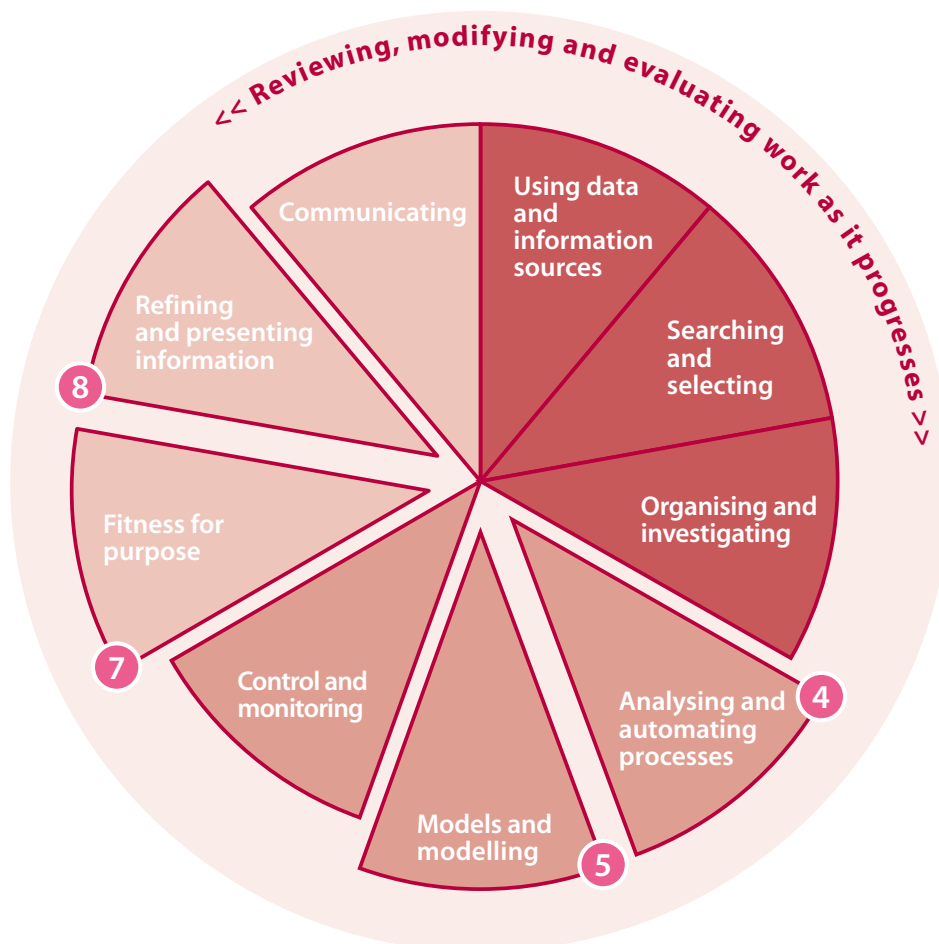 << Reviewing, modifying and evaluating work as it progresses >>
Using data
and
information
sources
Searching
and
selecting
Organising and
investigating
4
Analysing and
automating
processes
5
Models and
modelling
Control and
monitoring
7
Fitness for
purpose
8
Refining
and presenting
information
Communicating